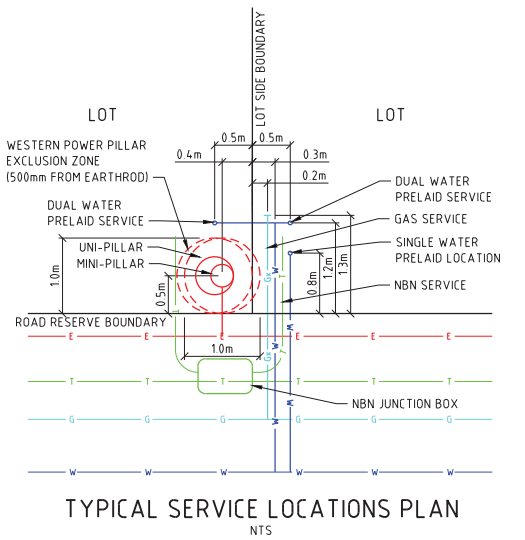 LOT SIDE BOUNDARY
LOT
LOT
0.5m
0.5m
WESTERN POWER PILLAR
EXCLUSION ZONE
(500mm FROM EARTHROD)
0.4m
0.3m
0.2m
DUAL WATER
PRELAID SERVICE
DUAL WATER
PRELAID SERVICE
GAS SERVICE
UNI-PILLAR
MINI-PILLAR
SINGLE WATER
PRELAID LOCATION
NBN SERVICE
1.0m
0.5m
0.8m
1.2m
1.3m
T
Gx
W
T
ROAD RESERVE BOUNDARY
W
E E E E E
1.0m
Gx
W
T
T T T T T
NBN JUNCTION BOX
W
G G G G G
W
W W W W W
TYPICAL SERVICE LOCATIONS PLAN
NTS